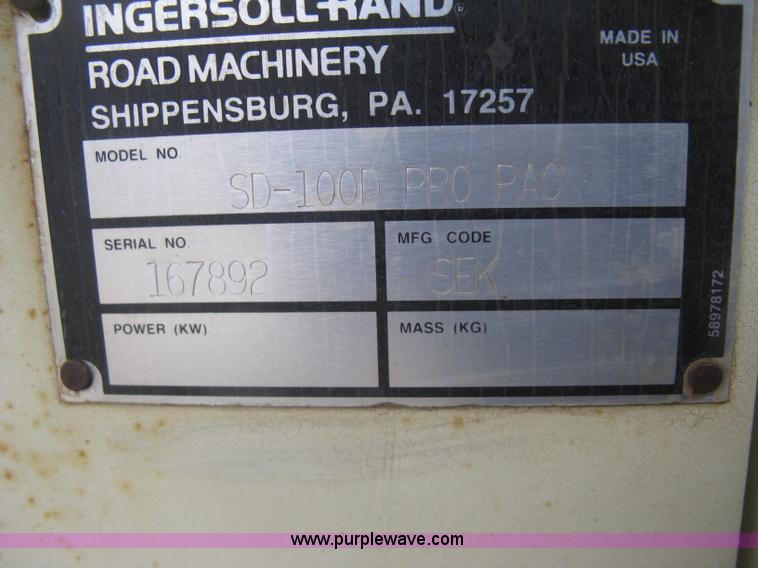 INGERSOLL-RAND®
ROAD MACHINERY
SHIPPENSBURG, PA. 17257
MADE IN
USA
MODEL NO
SD-100D PRO PAC
SERIAL NO
167892
MFG CODE
SEK
POWER (KW)
MASS (KG)
58978172
www.purplewave.com